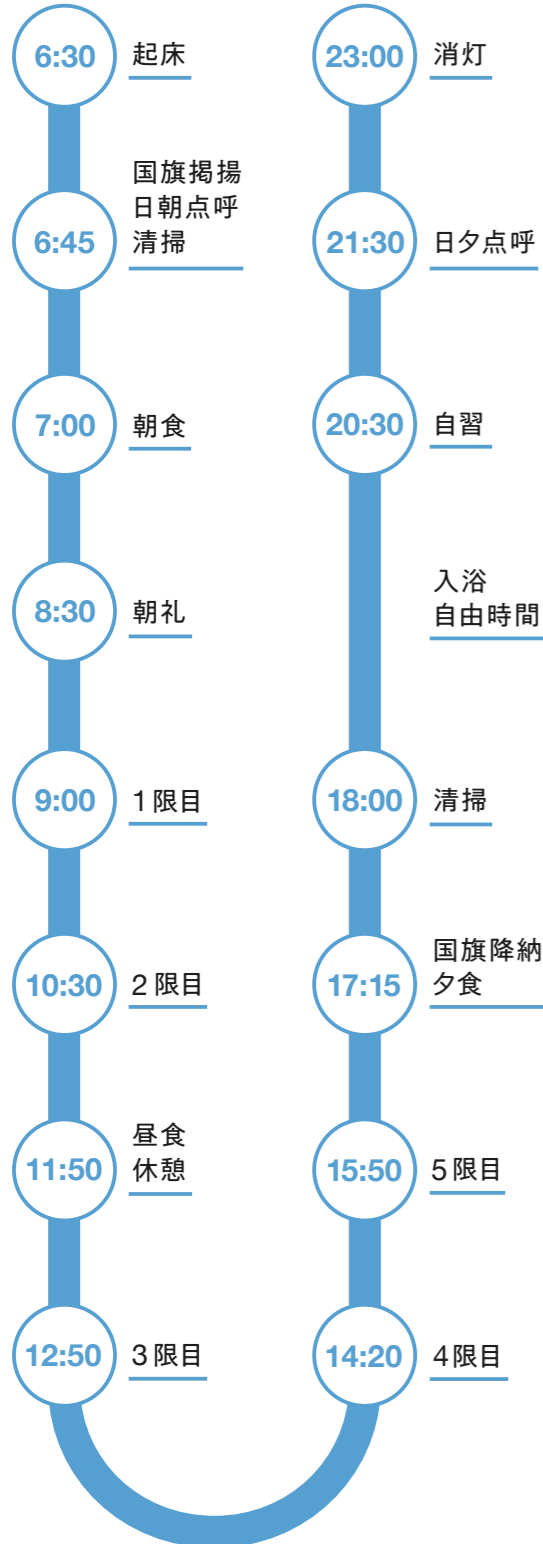 6:30 起床
国旗掲揚
日朝点呼
6:45 清掃
7:00 朝食
8:30 朝礼
9:00 1限目
10:30 2限目
昼食
11:50 休憩
12:50 3限目
14:20 4限目
15:50 5限目
国旗降納
17:15 夕食
18:00 清掃
入浴
自由時間
20:30 自習
21:30 日夕点呼
23:00 消灯